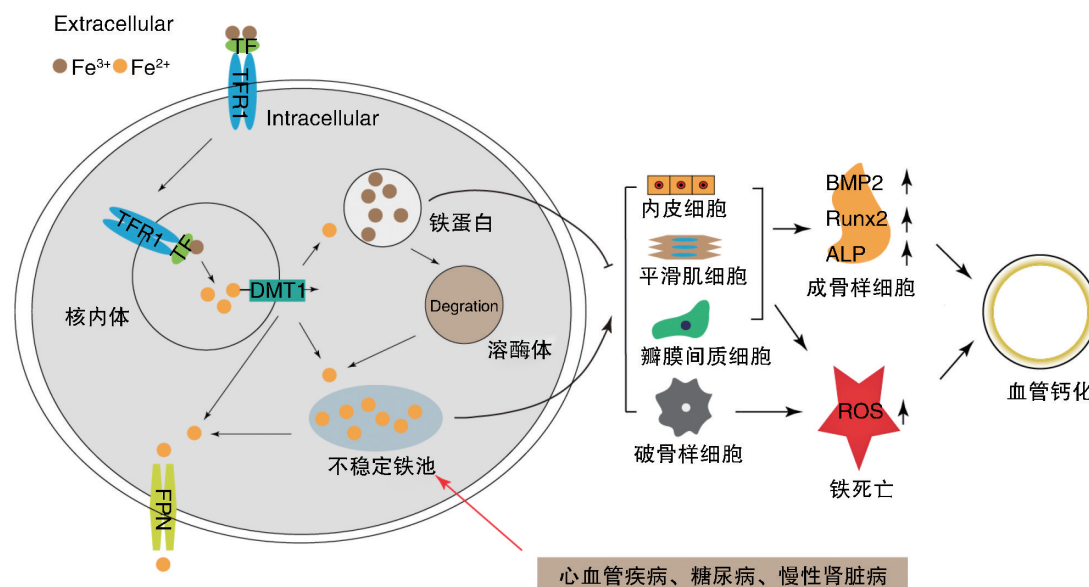 Extracellular
Fe³⁺ Fe²⁺
TF
TFR1
Intracellular
TFR1
TF
DMT1
核内体
铁蛋白
Degration
溶酶体
不稳定铁池
FPN
内皮细胞
平滑肌细胞
瓣膜间质细胞
破骨样细胞
BMP2
Runx2
ALP
成骨样细胞
ROS
铁死亡
血管钙化
心血管疾病、糖尿病、慢性肾脏病